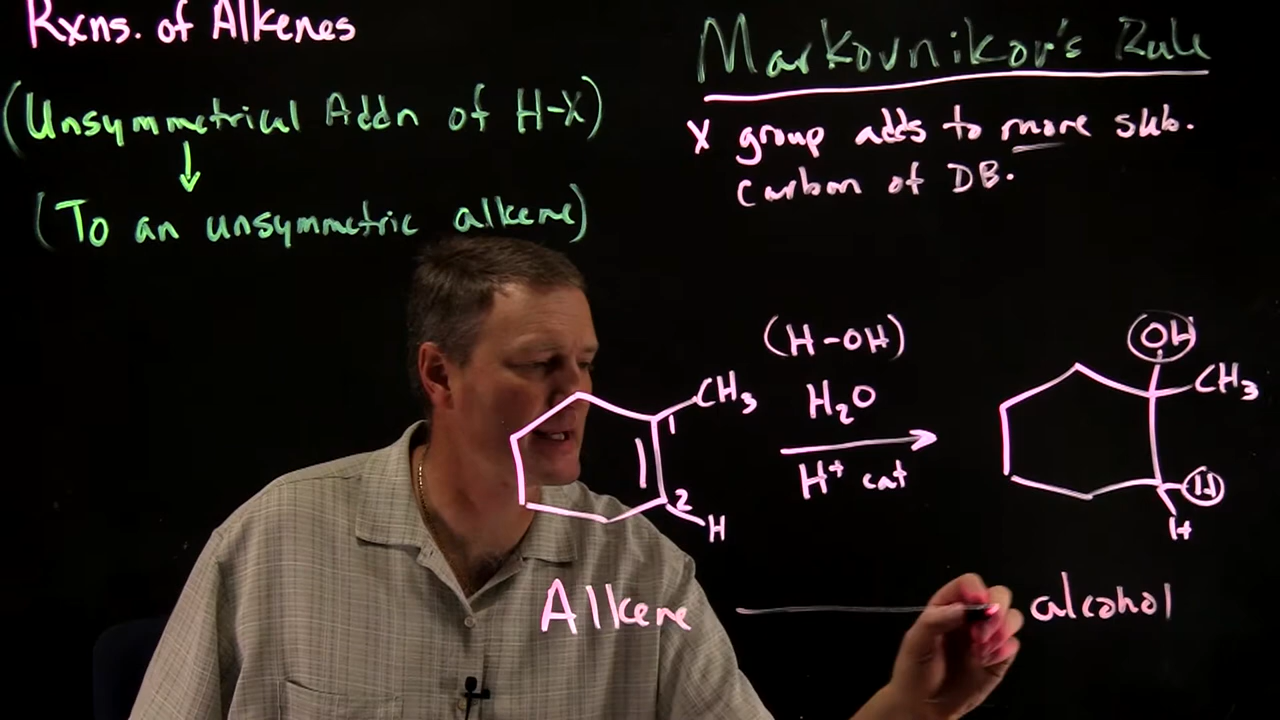 Rxns. of Alkenes
(Unsymmetrical Addn of H-X)
(To an unsymmetric alkene)
Markovnikov's Rule
X group adds to more sub.
carbon of DB.
CH3
1
2
H
(H-OH)
H2O
H+ cat
OH
CH3
H
H
Alkene
alcohol